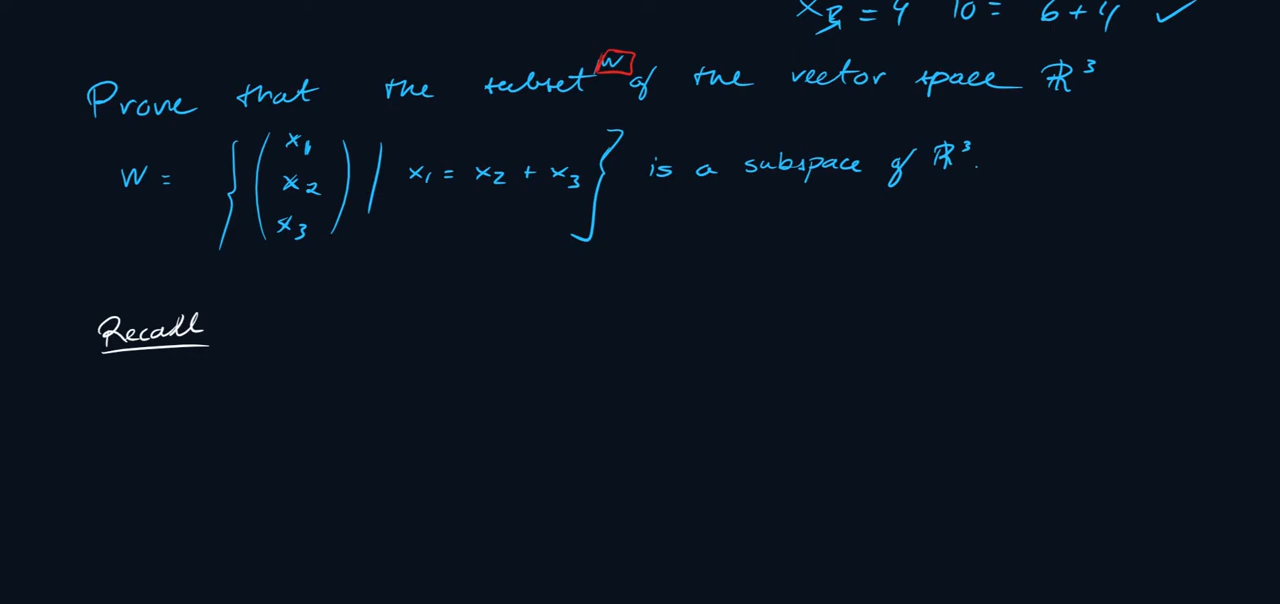 x₃ = 4 10 = 6 + 4 ✓
Prove that the subset W of the vector space ℝ³
W = { ( x₁ x₂ x₃ ) | x₁ = x₂ + x₃ } is a subspace of ℝ³.
Recall